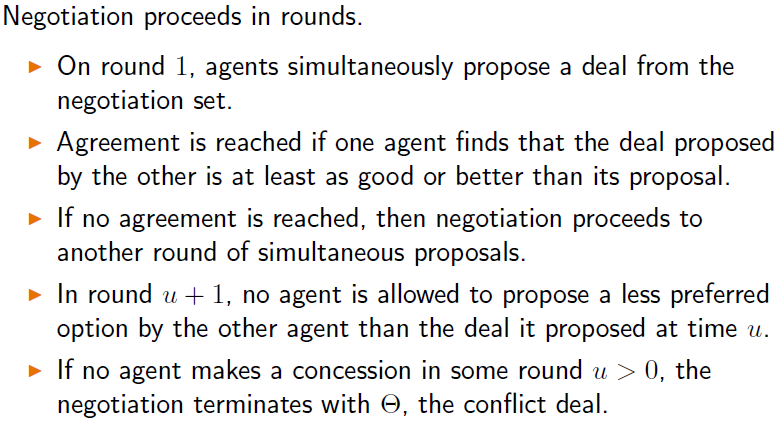 Negotiation proceeds in rounds.
▶ On round 1, agents simultaneously propose a deal from the
negotiation set.
▶ Agreement is reached if one agent finds that the deal proposed
by the other is at least as good or better than its proposal.
▶ If no agreement is reached, then negotiation proceeds to
another round of simultaneous proposals.
▶ In round u + 1, no agent is allowed to propose a less preferred
option by the other agent than the deal it proposed at time u.
▶ If no agent makes a concession in some round u > 0, the
negotiation terminates with Θ, the conflict deal.